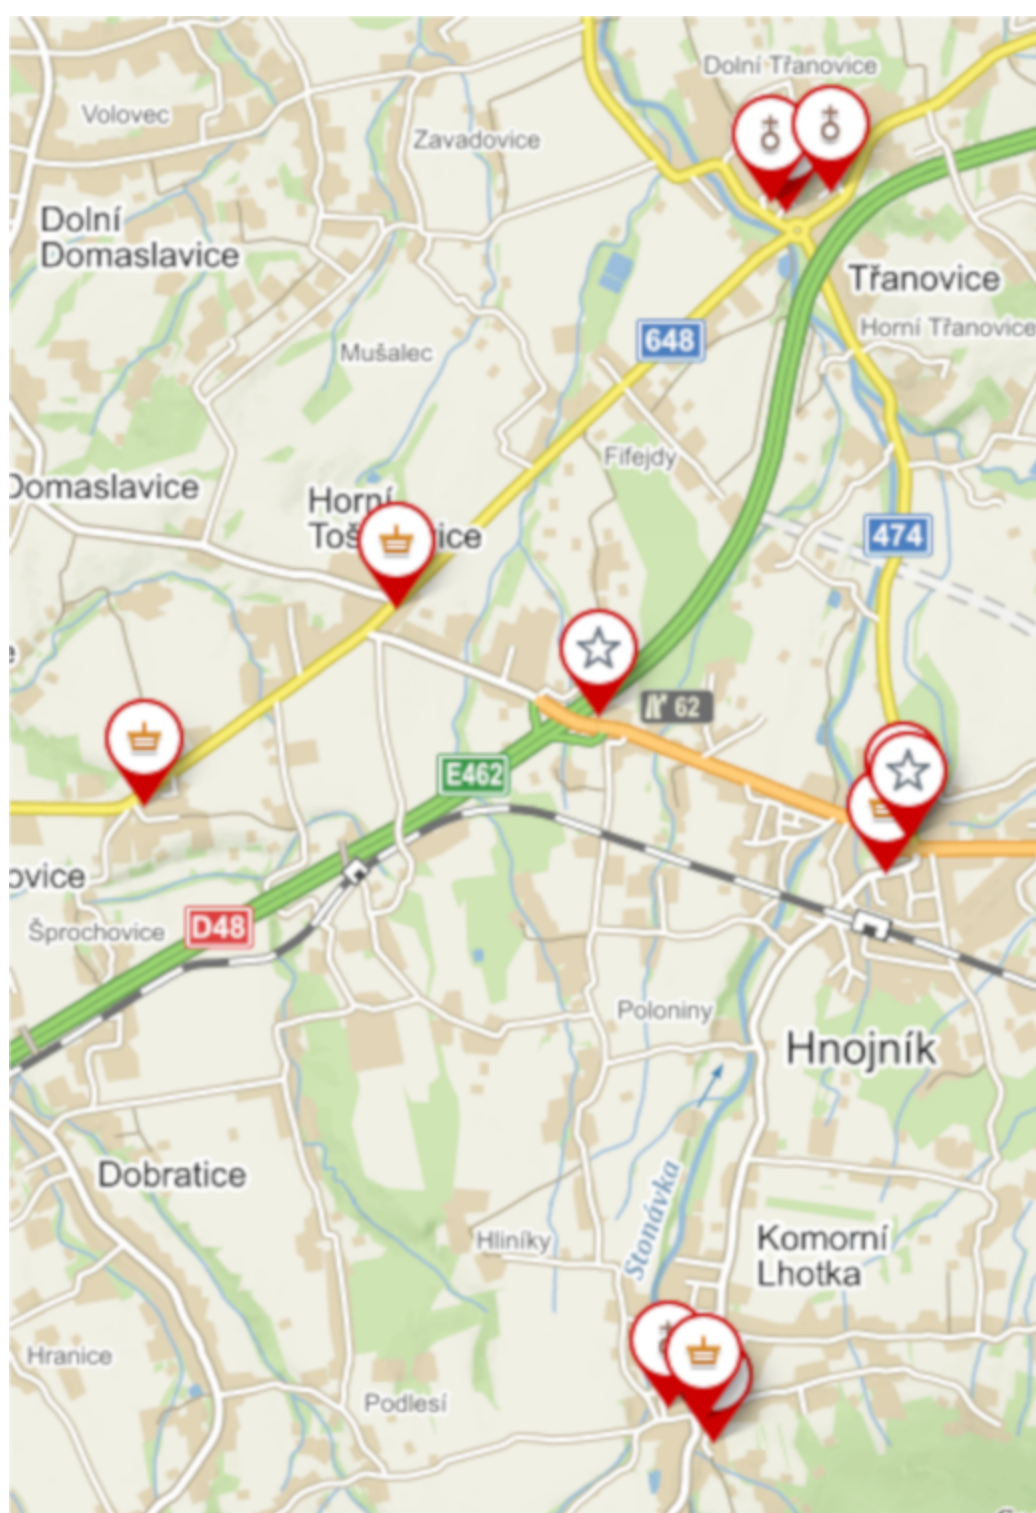 Dolní Třanovice
Volovec
Zavadovice
Dolní
Domaslavice
Třanovice
Horní Třanovice
648
Mušalec
Fifejdy
Domaslavice
Horní
474
62
E462
Šprochovice
D48
Poloniny
Hnojník
Dobratice
Stonávka
Hliníky
Komorní
Lhotka
Hranice
Podlesí